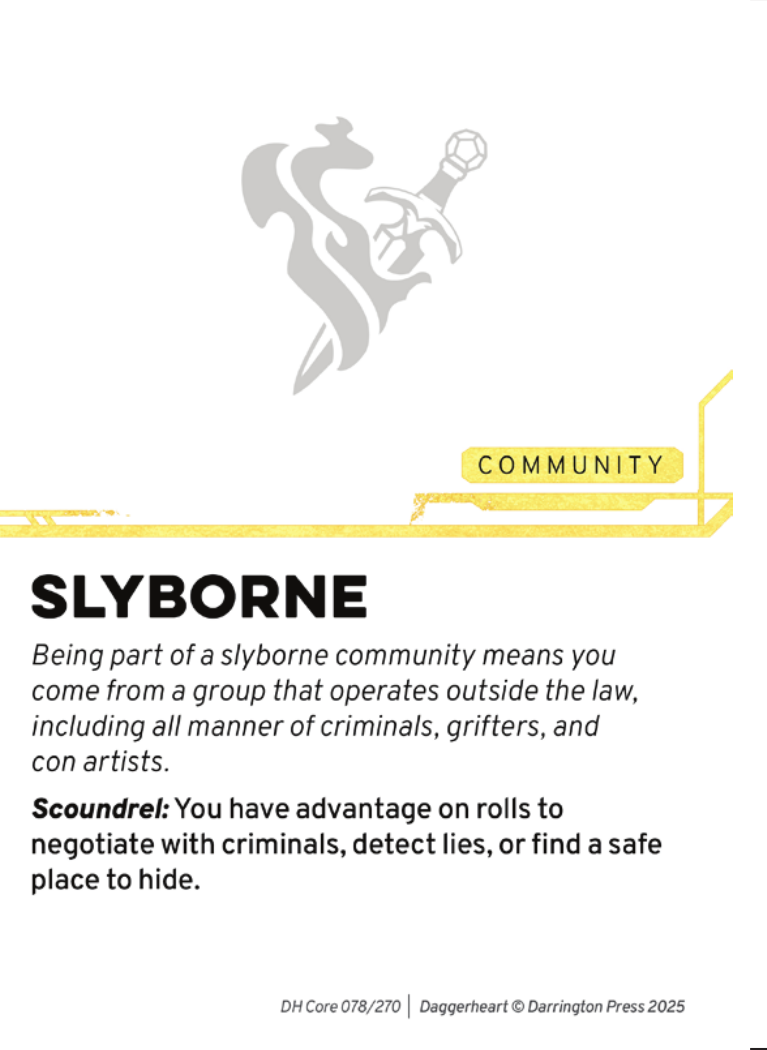 COMMUNITY
SLYBORNE
Being part of a slyborne community means you
come from a group that operates outside the law,
including all manner of criminals, grifters, and
con artists.
Scoundrel: You have advantage on rolls to
negotiate with criminals, detect lies, or find a safe
place to hide.
DH Core 078/270 | Daggerheart © Darrington Press 2025